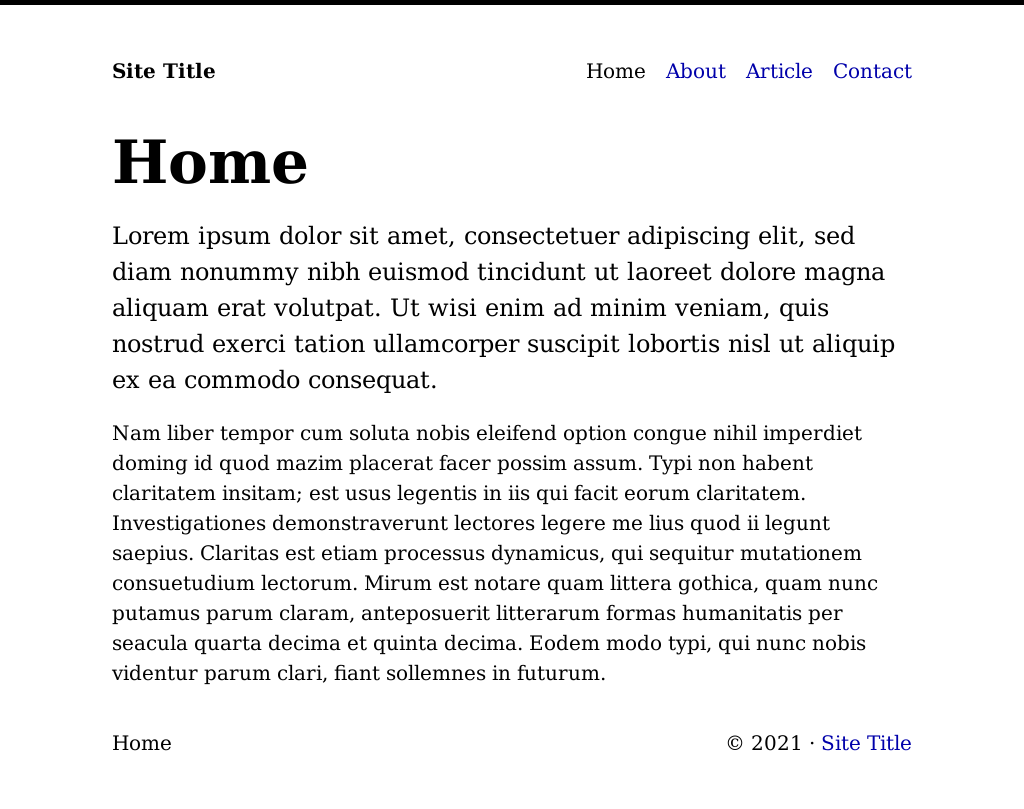 Site Title
Home About Article Contact
Home
Lorem ipsum dolor sit amet, consectetuer adipiscing elit, sed
diam nonummy nibh euismod tincidunt ut laoreet dolore magna
aliquam erat volutpat. Ut wisi enim ad minim veniam, quis
nostrud exerci tation ullamcorper suscipit lobortis nisl ut aliquip
ex ea commodo consequat.
Nam liber tempor cum soluta nobis eleifend option congue nihil imperdiet
doming id quod mazim placerat facer possim assum. Typi non habent
claritatem insitam; est usus legentis in iis qui facit eorum claritatem.
Investigationes demonstraverunt lectores legere me lius quod ii legunt
saepius. Claritas est etiam processus dynamicus, qui sequitur mutationem
consuetudium lectorum. Mirum est notare quam littera gothica, quam nunc
putamus parum claram, anteposuerit litterarum formas humanitatis per
seacula quarta decima et quinta decima. Eodem modo typi, qui nunc nobis
videntur parum clari, fiant sollemnes in futurum.
Home
© 2021 · Site Title